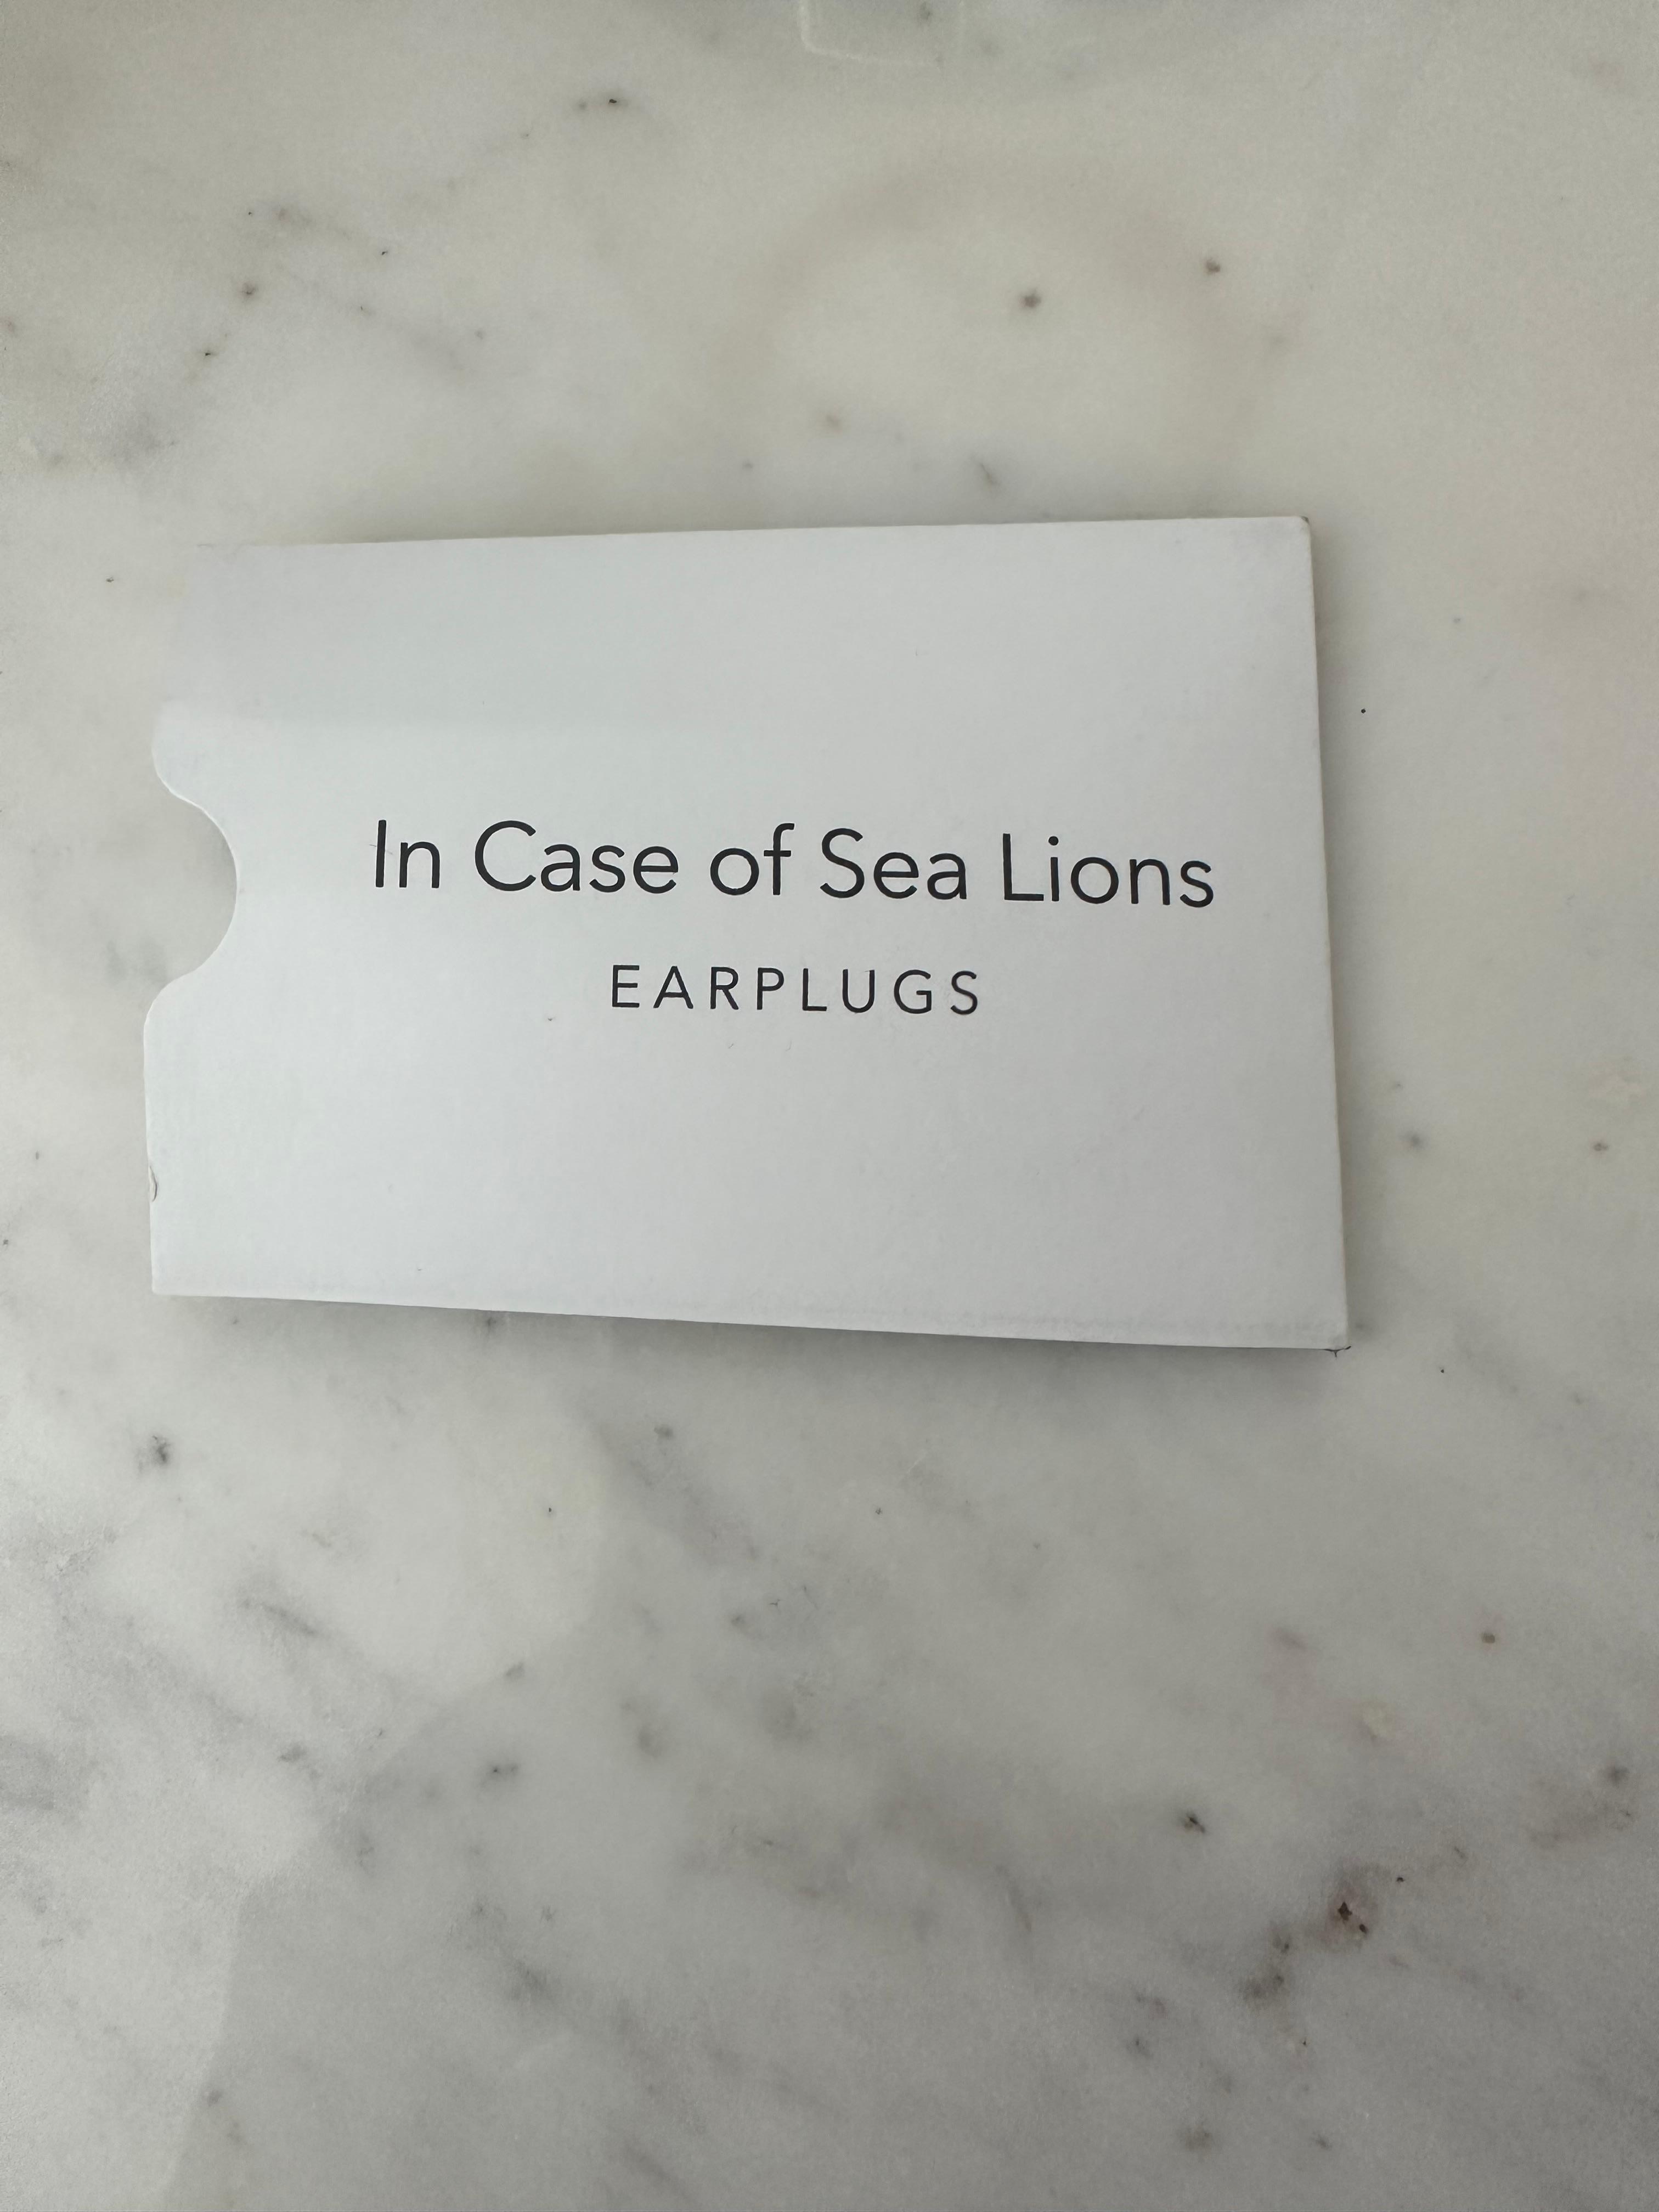 In Case of Sea Lions
EARPLUGS